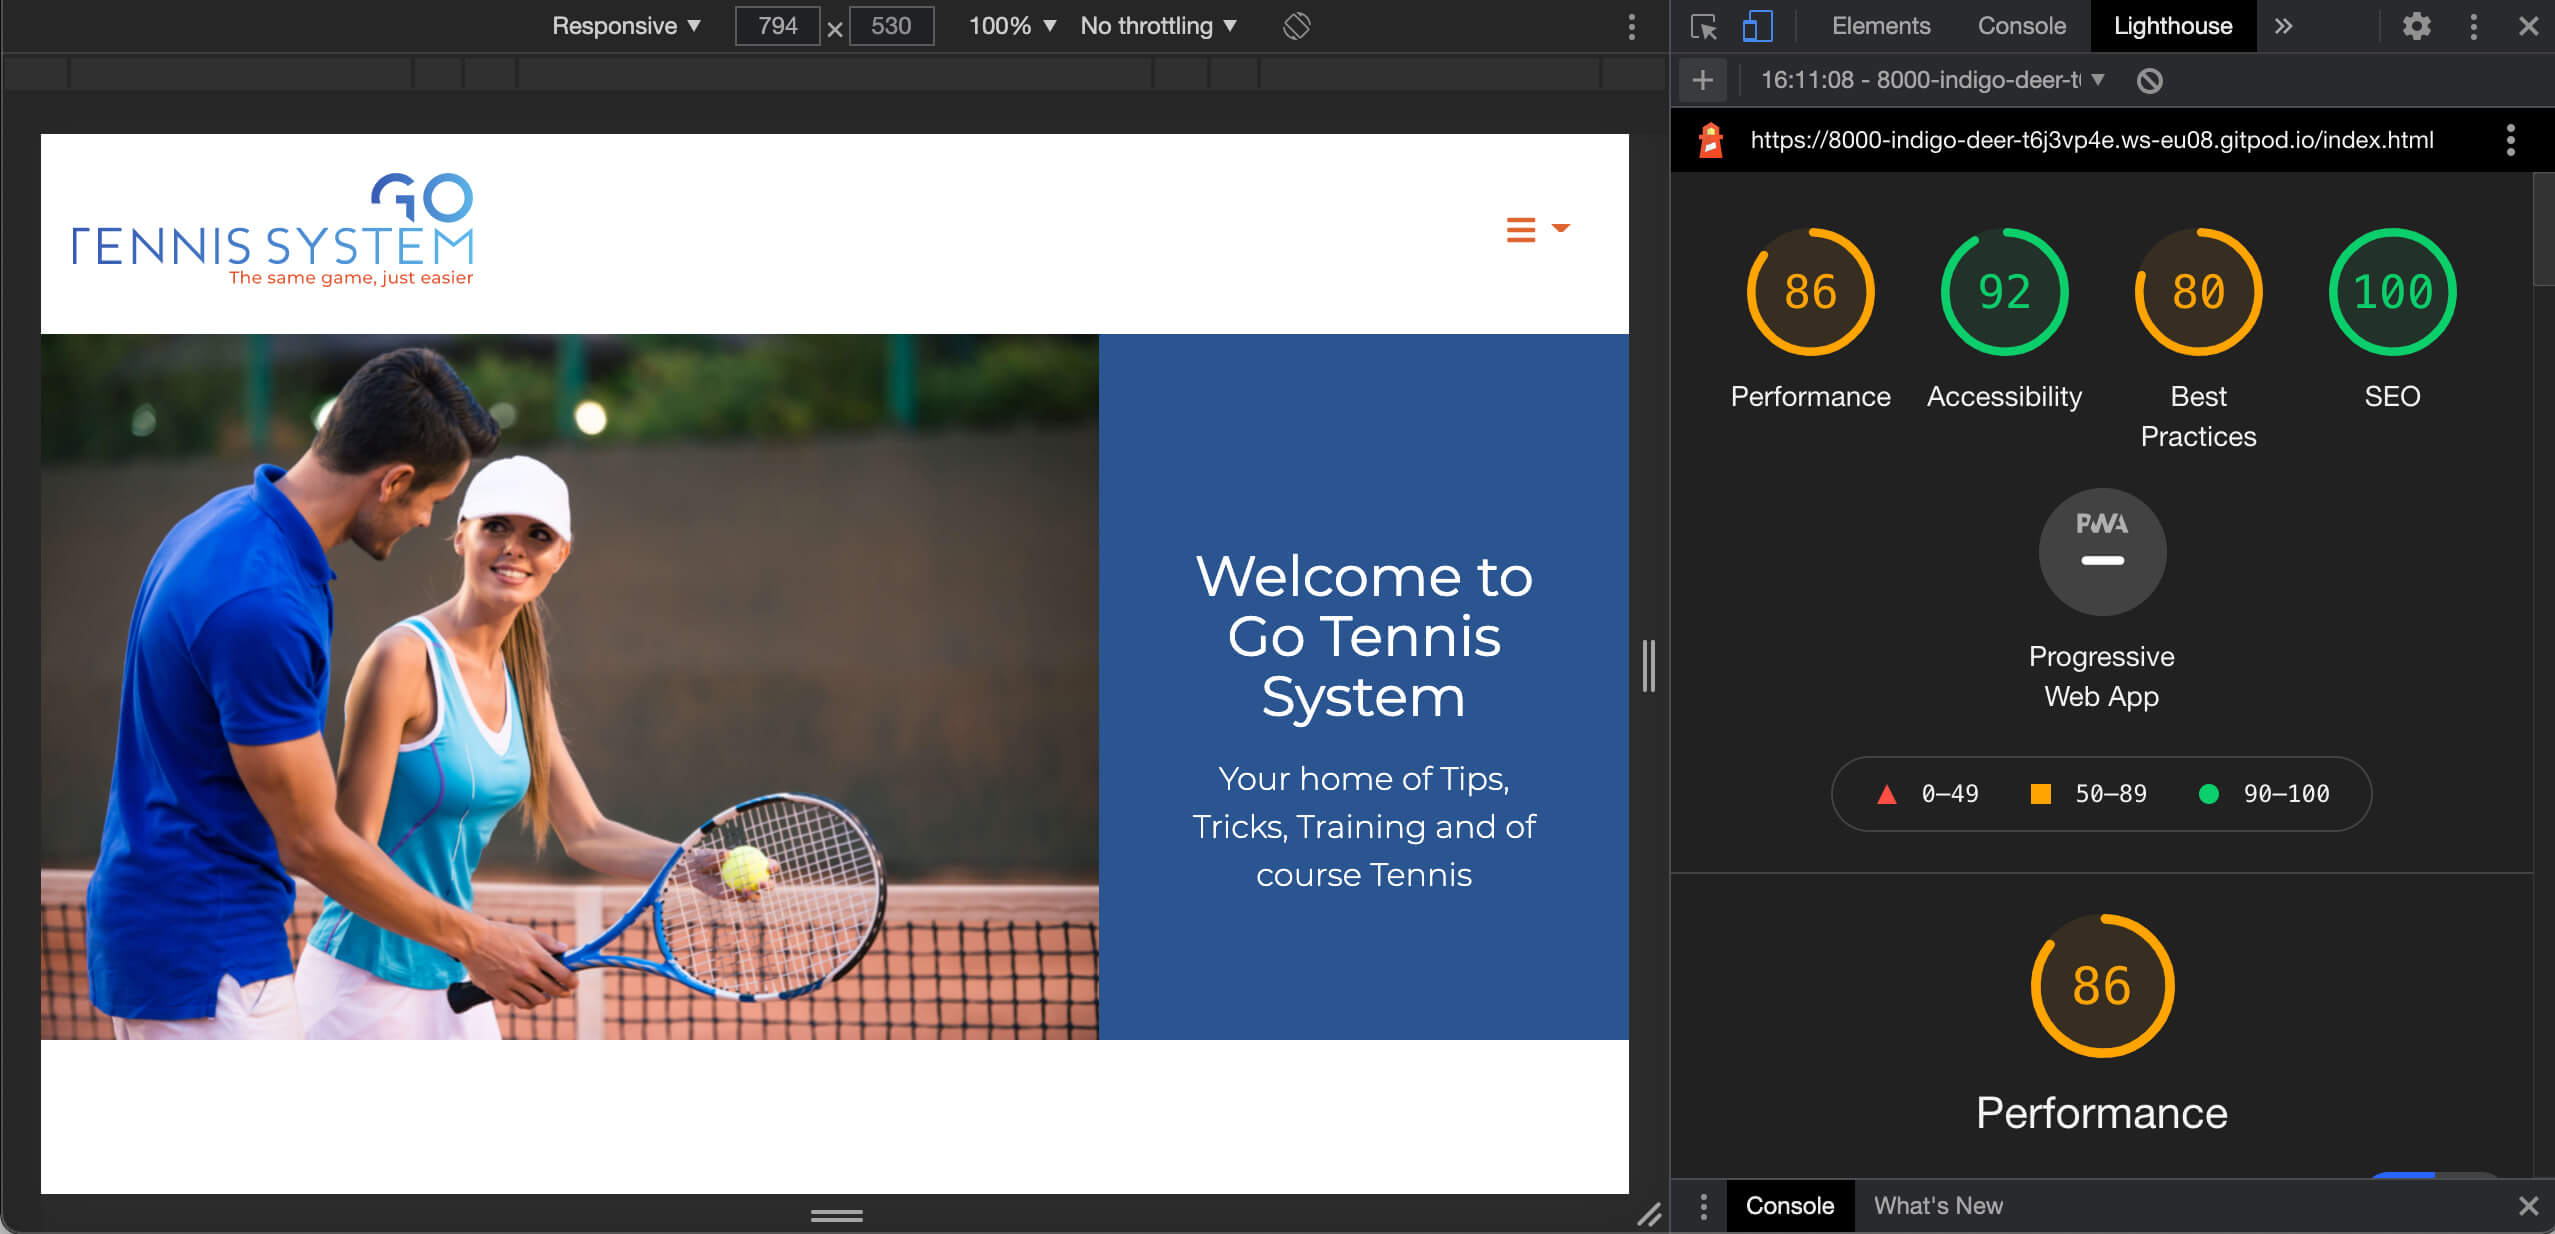 Responsive
794 × 530
100%
No throttling
Elements
Console
Lighthouse
16:11:08 - 8000-indigo-deer-t
https://8000-indigo-deer-t6j3vp4e.ws-eu08.gitpod.io/index.html
GO
TENNIS SYSTEM
The same game, just easier
Welcome to
Go Tennis
System
Your home of Tips,
Tricks, Training and of
course Tennis
86
92
80
100
Performance
Accessibility
Best
Practices
SEO
PWA
Progressive
Web App
0–49
50–89
90–100
86
Performance
Console
What's New